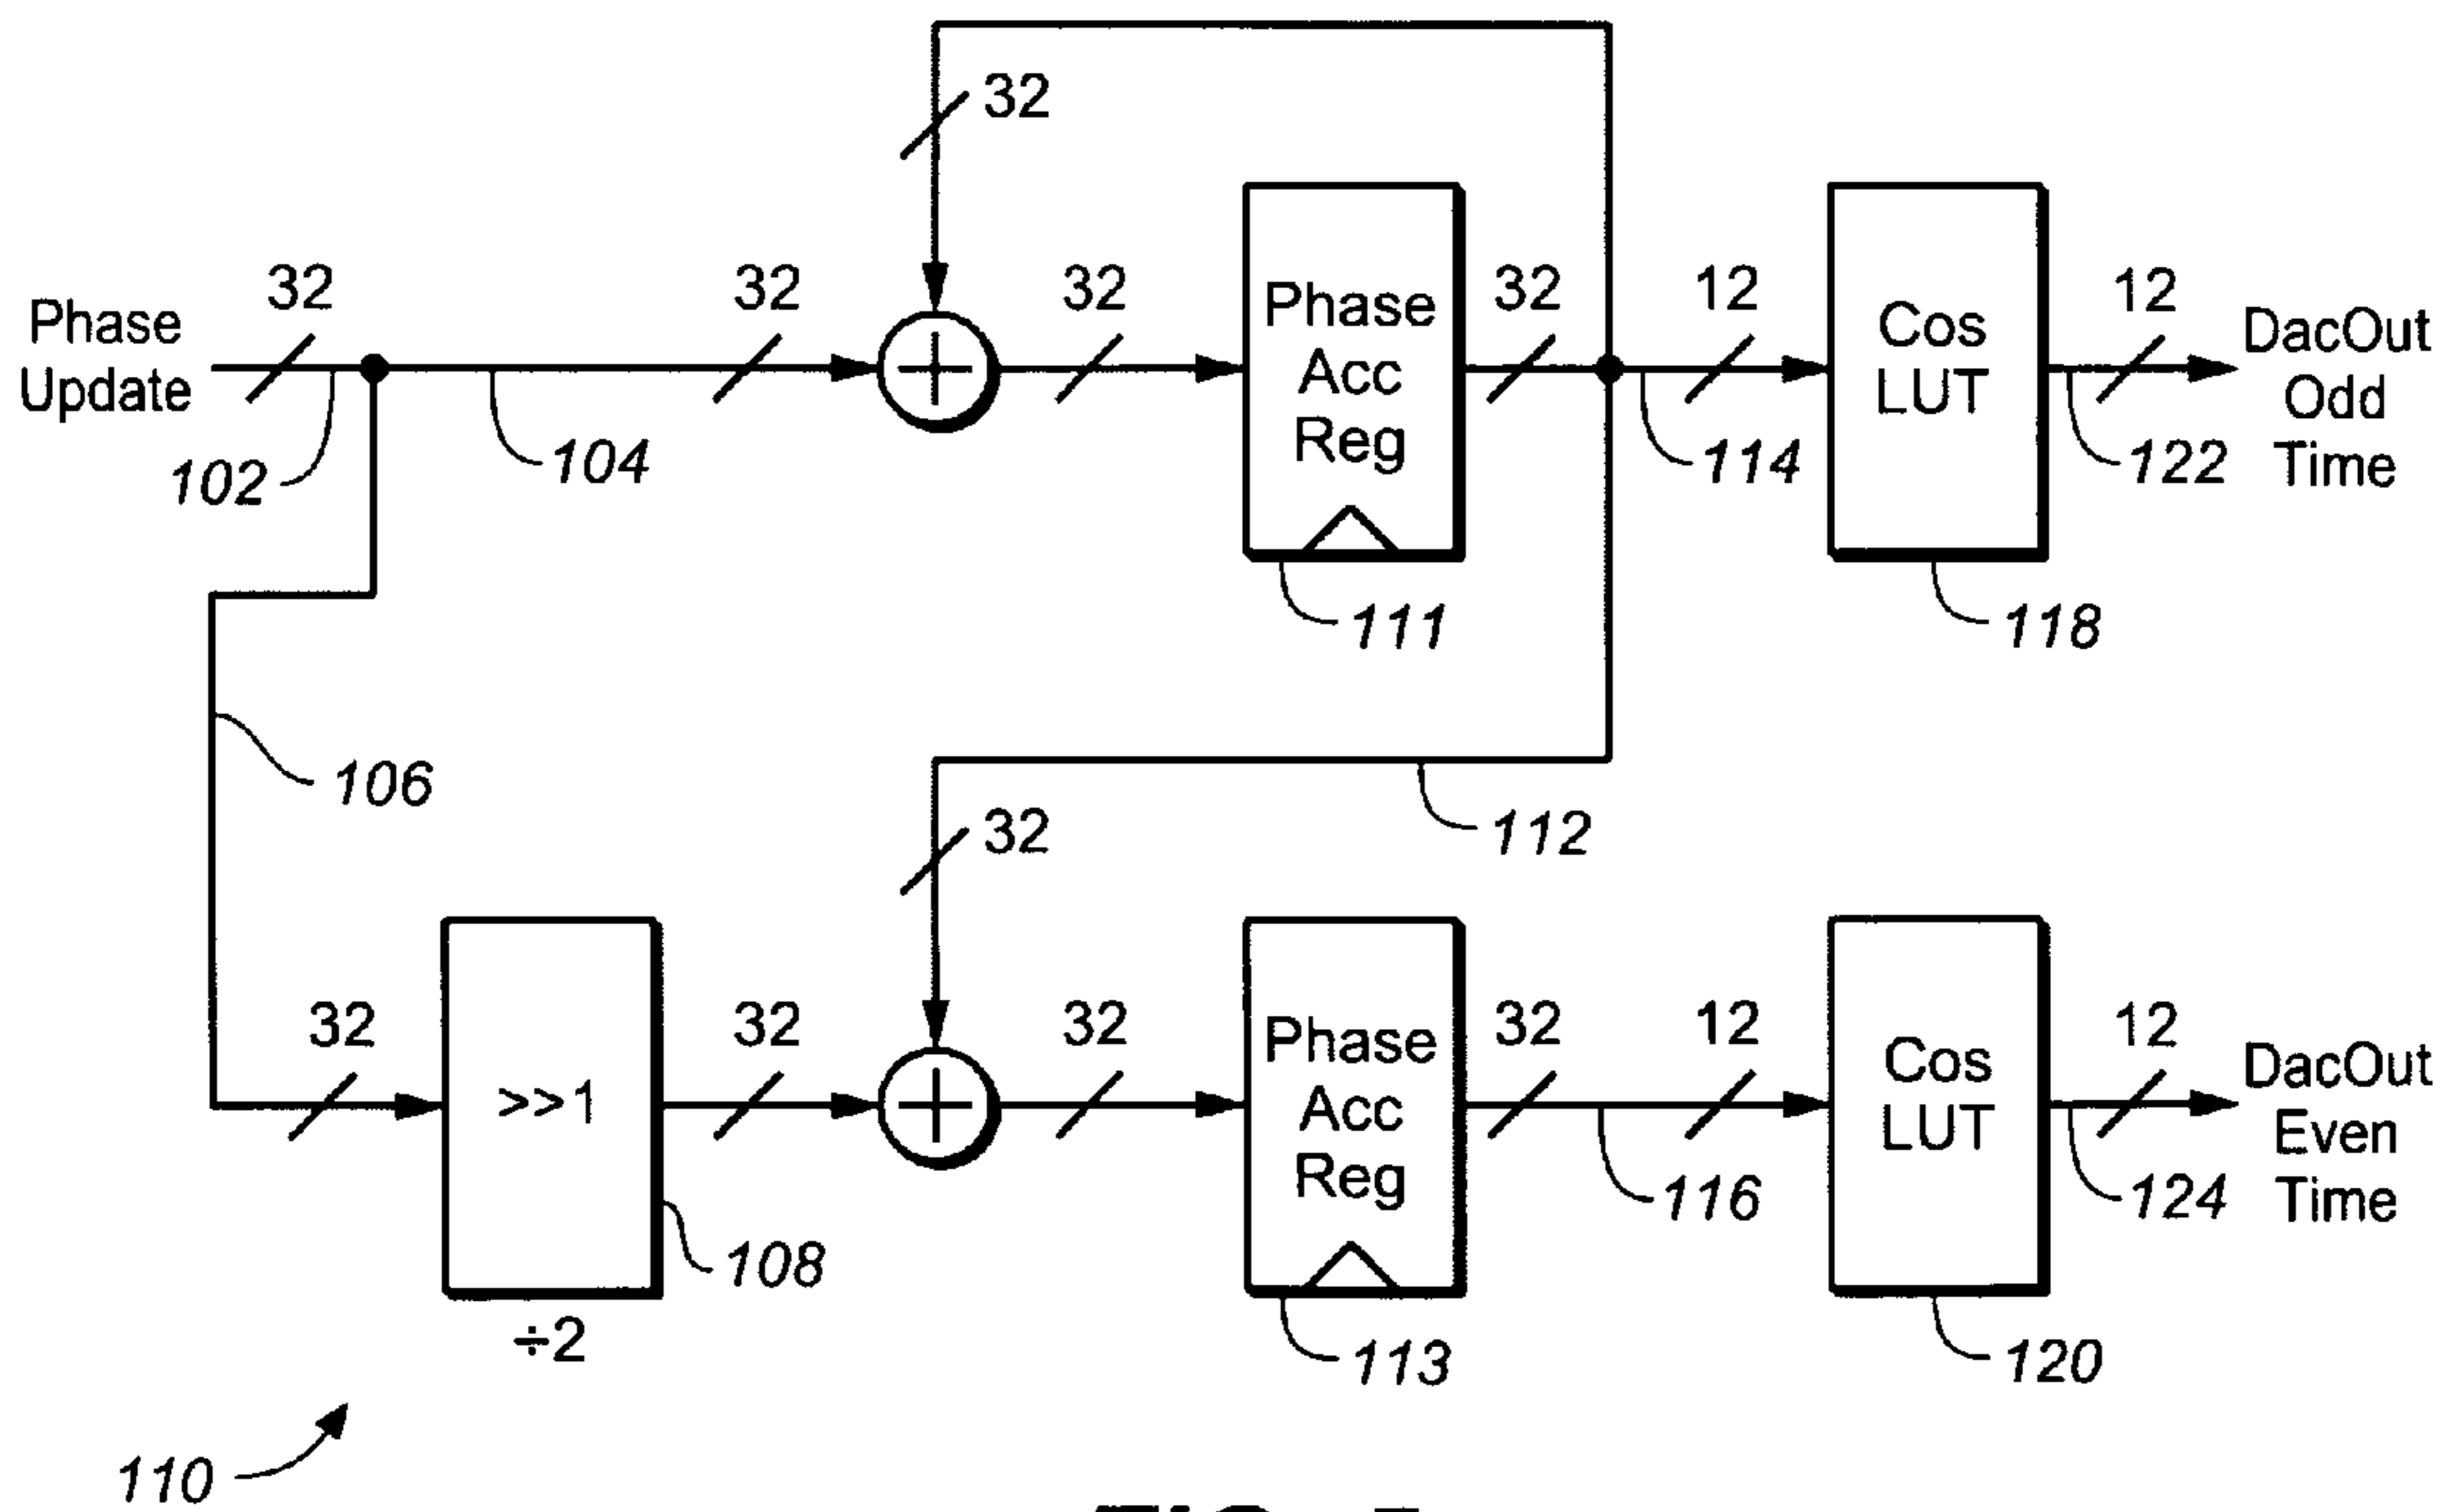 32
Phase
Update
32
102
104
32
32
32
Phase
Acc
Reg
111
32
12
114
Cos
LUT
118
12
122
DacOut
Odd
Time
106
112
32
32
>>1
÷2
108
32
32
Phase
Acc
Reg
113
32
12
116
Cos
LUT
120
12
124
DacOut
Even
Time
110